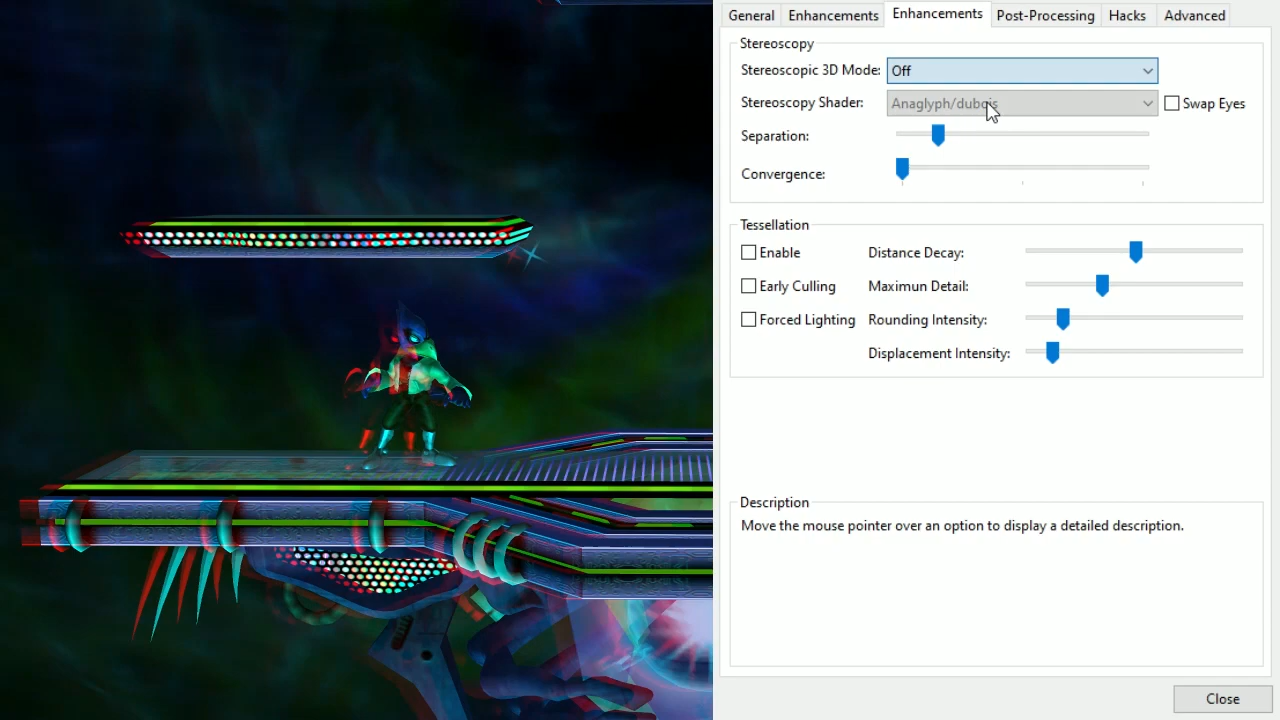 General Enhancements Enhancements Post-Processing Hacks Advanced
Stereoscopy
Stereoscopic 3D Mode: Off
Stereoscopy Shader: Anaglyph/dubois Swap Eyes
Separation:
Convergence:
Tessellation
Enable Distance Decay:
Early Culling Maximun Detail:
Forced Lighting Rounding Intensity:
Displacement Intensity:
Description
Move the mouse pointer over an option to display a detailed description.
Close